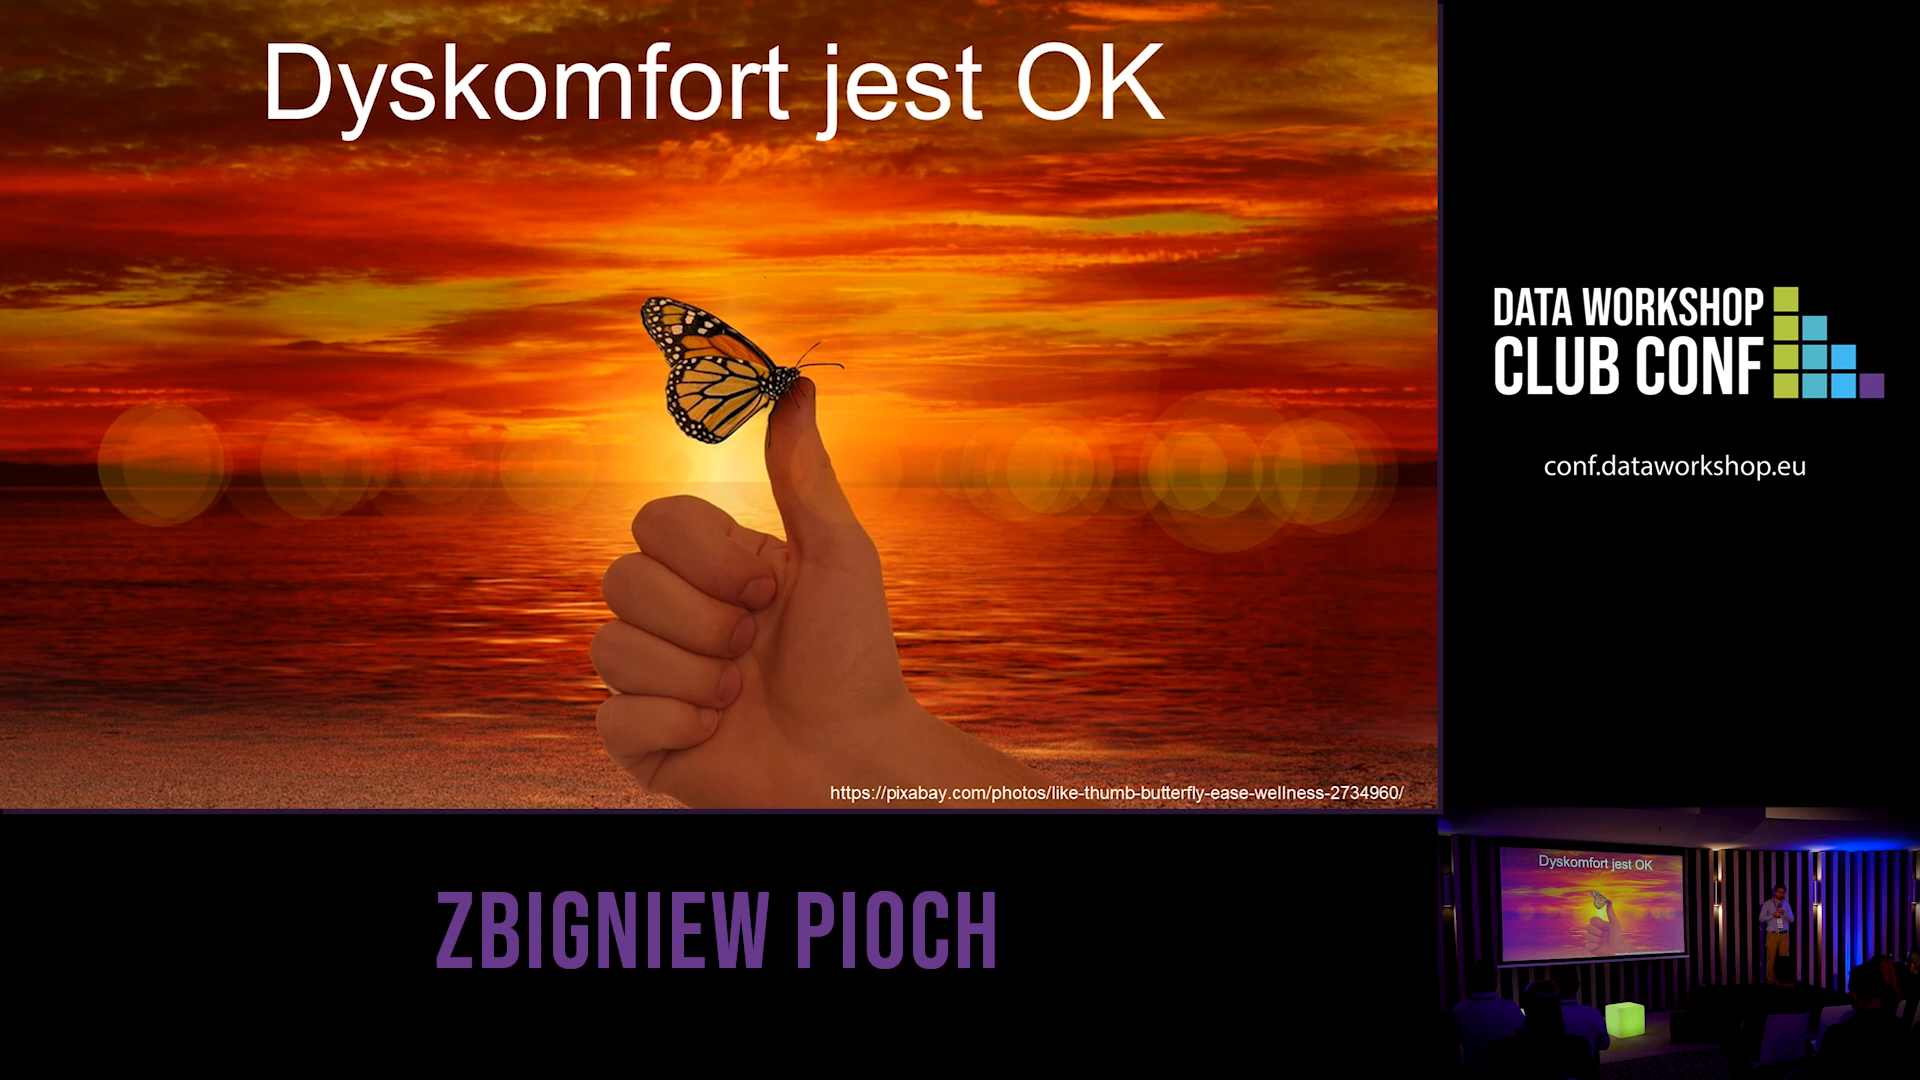 Dyskomfort jest OK
https://pixabay.com/photos/like-thumb-butterfly-ease-wellness-2734960/
DATA WORKSHOP
CLUB CONF
conf.dataworkshop.eu
ZBIGNIEW PIOCH
Dyskomfort jest OK